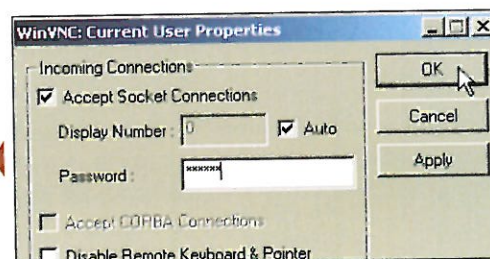 WinVNC: Current User Properties
Incoming Connections
Accept Socket Connections
Display Number : 0 Auto
Password : ******
Accept CORBA Connections
Disable Remote Keyboard & Pointer
OK
Cancel
Apply